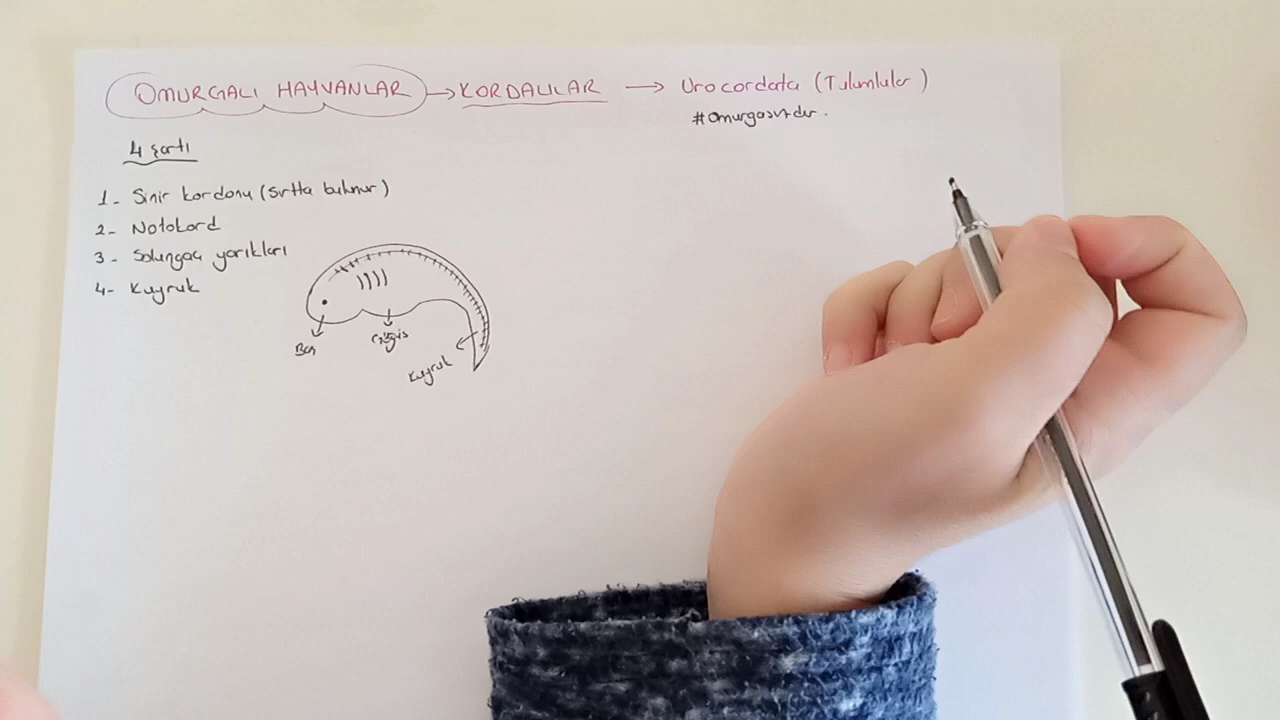 OMURGALI HAYVANLAR → KORDALILAR → Urocordata (Tulumlular)
#Omurgasızdır.
4 şartı
1- Sinir kordonu (sırtta bulunur)
2- Notokord
3- Solungaç yarıkları
4- Kuyruk
Baş
Göğüs
Kuyruk